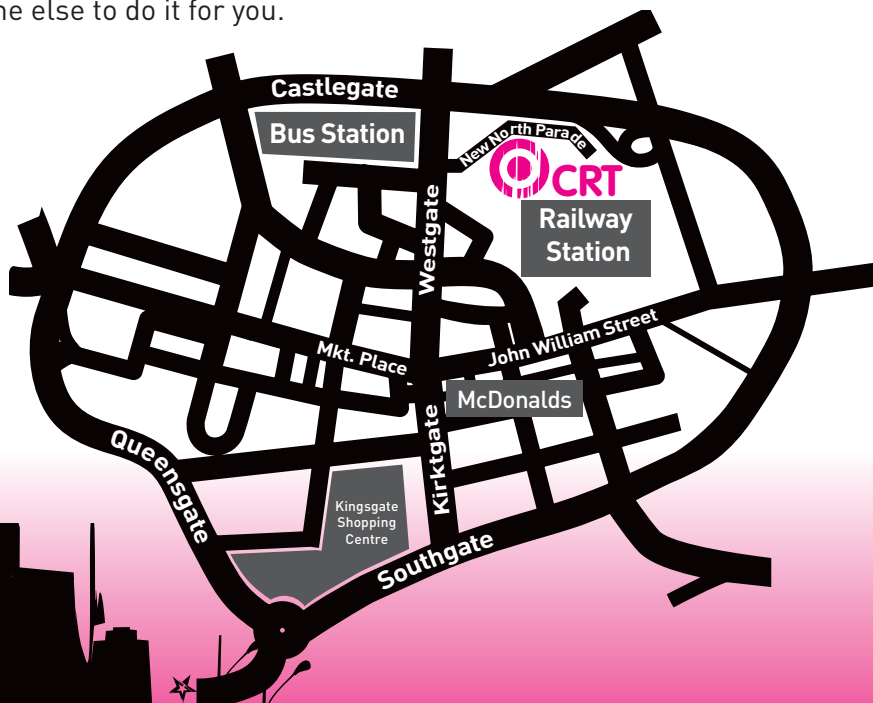 ne else to do it for you.
Castlegate
Bus Station
New North Parade
CRT
Railway
Station
Westgate
John William Street
Mkt. Place
McDonalds
Kirktgate
Queensgate
Kingsgate
Shopping
Centre
Southgate